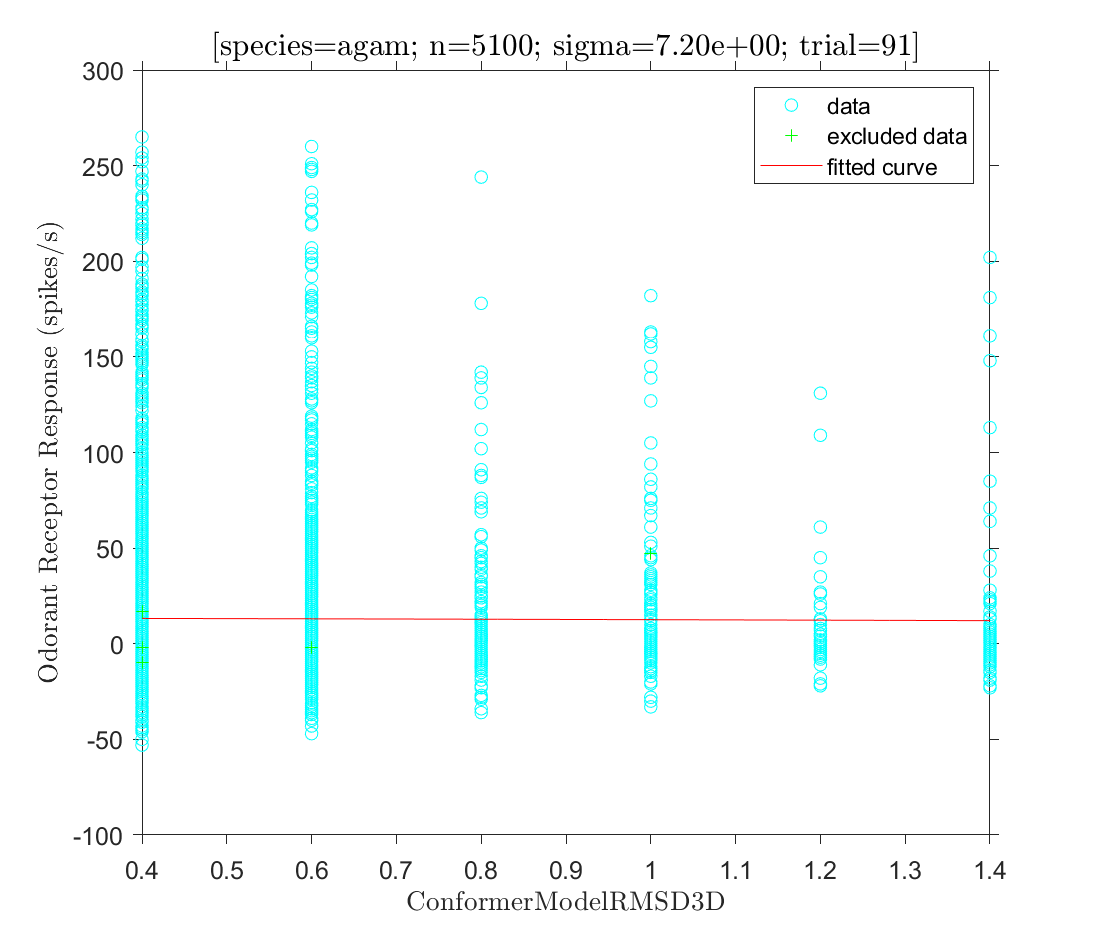 [species=agam; n=5100; sigma=7.20e+00; trial=91]
300
250
200
150
100
50
0
-50
-100
Odorant Receptor Response (spikes/s)
data
excluded data
fitted curve
0.4 0.5 0.6 0.7 0.8 0.9 1 1.1 1.2 1.3 1.4
ConformerModelRMSD3D